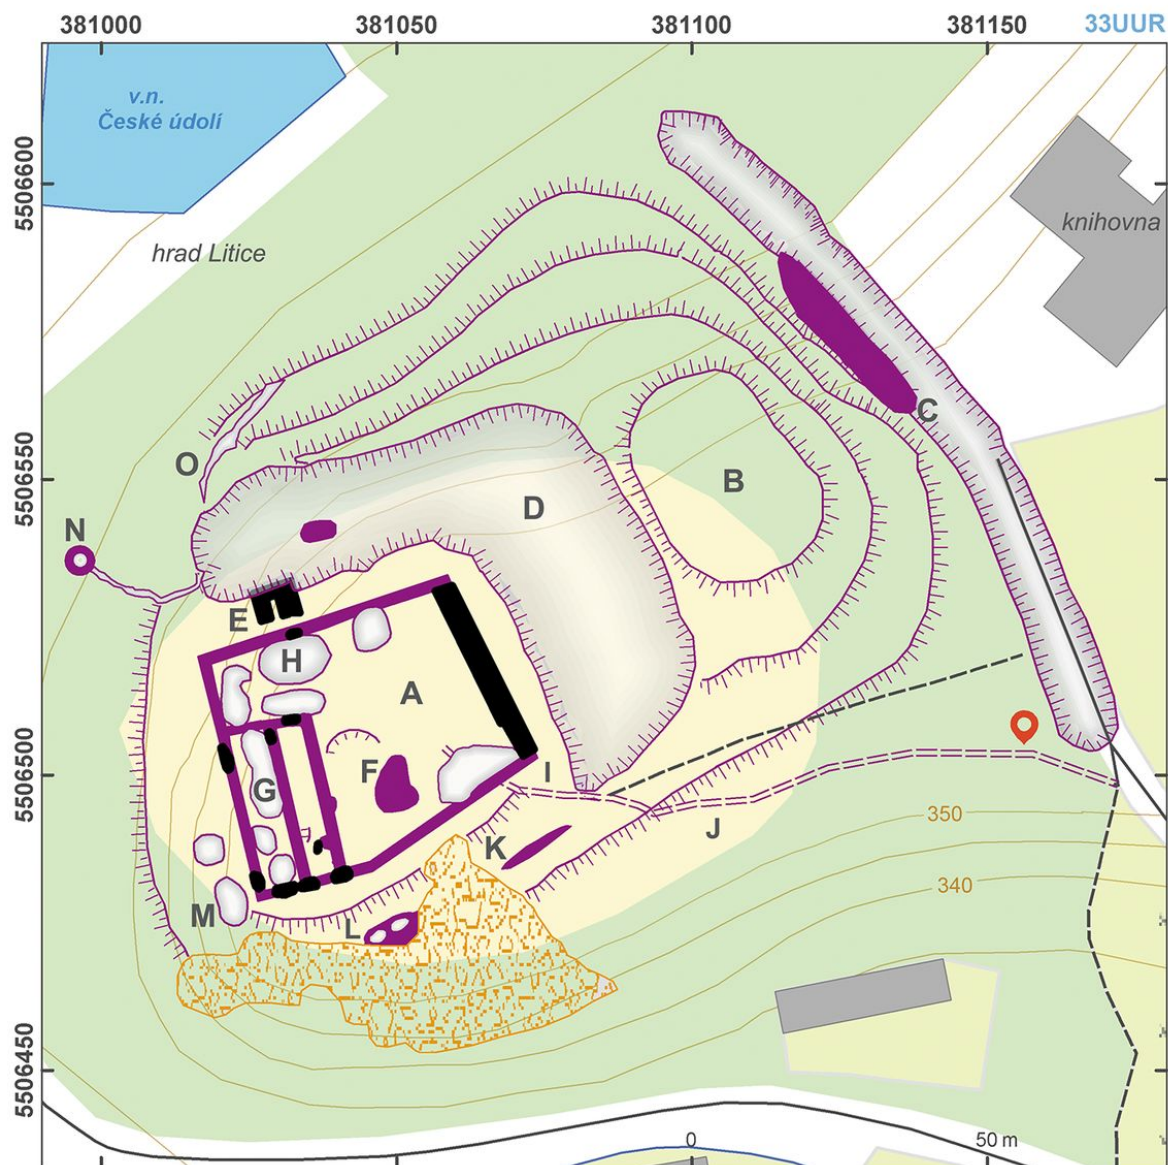 381000
381050
381100
381150
33UUR
v.n.
České údolí
5506600
hrad Litice
knihovna
C
O
B
5506550
D
N
E
H
A
5506500
F
I
G
J
350
K
340
M
L
5506450
0
50 m